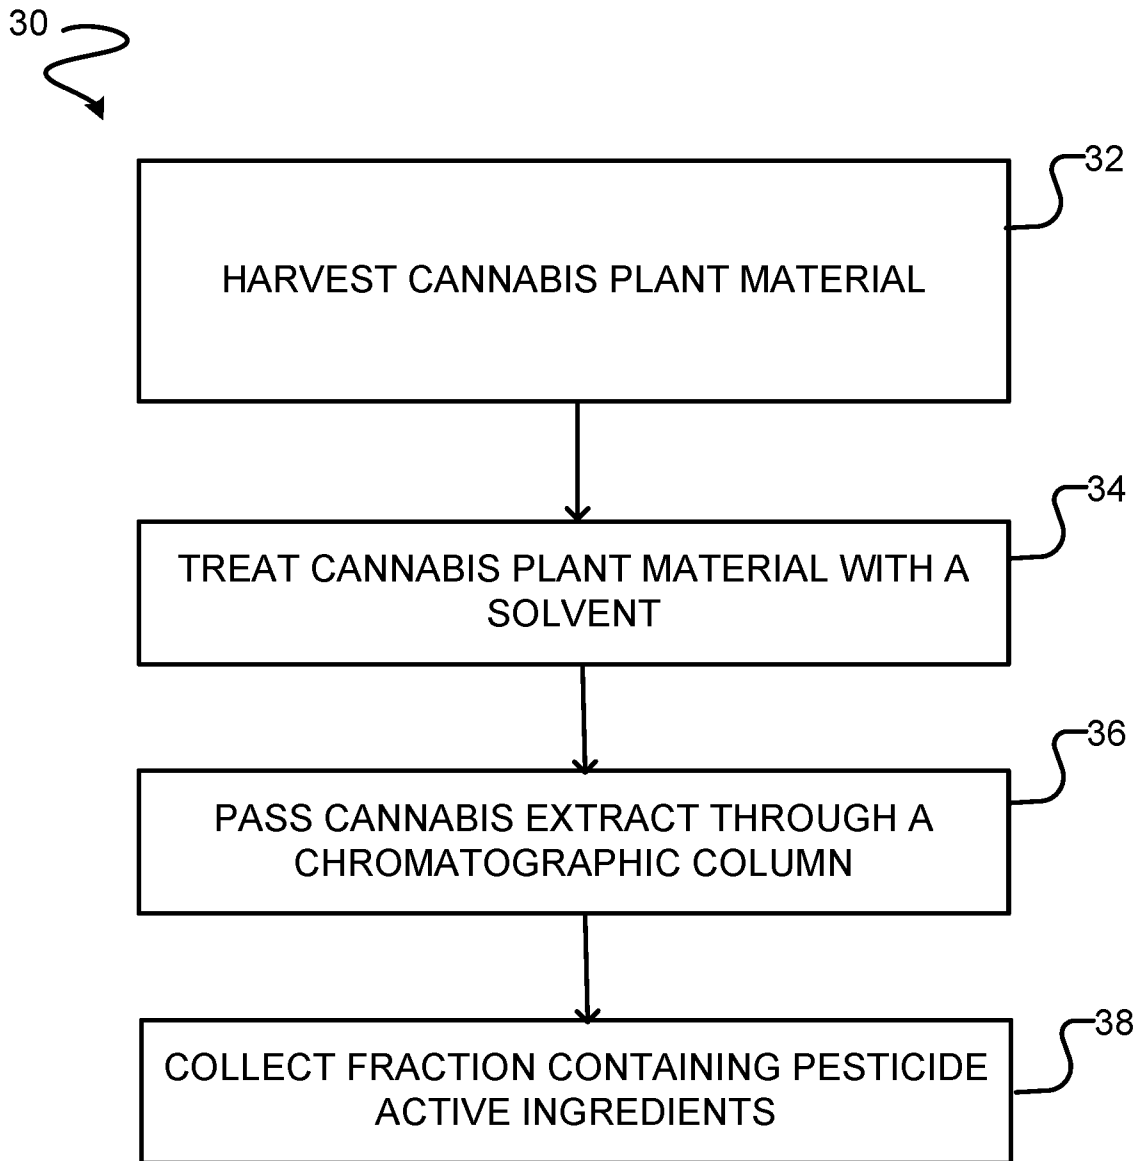 30
32
HARVEST CANNABIS PLANT MATERIAL
34
TREAT CANNABIS PLANT MATERIAL WITH A
SOLVENT
36
PASS CANNABIS EXTRACT THROUGH A
CHROMATOGRAPHIC COLUMN
38
COLLECT FRACTION CONTAINING PESTICIDE
ACTIVE INGREDIENTS